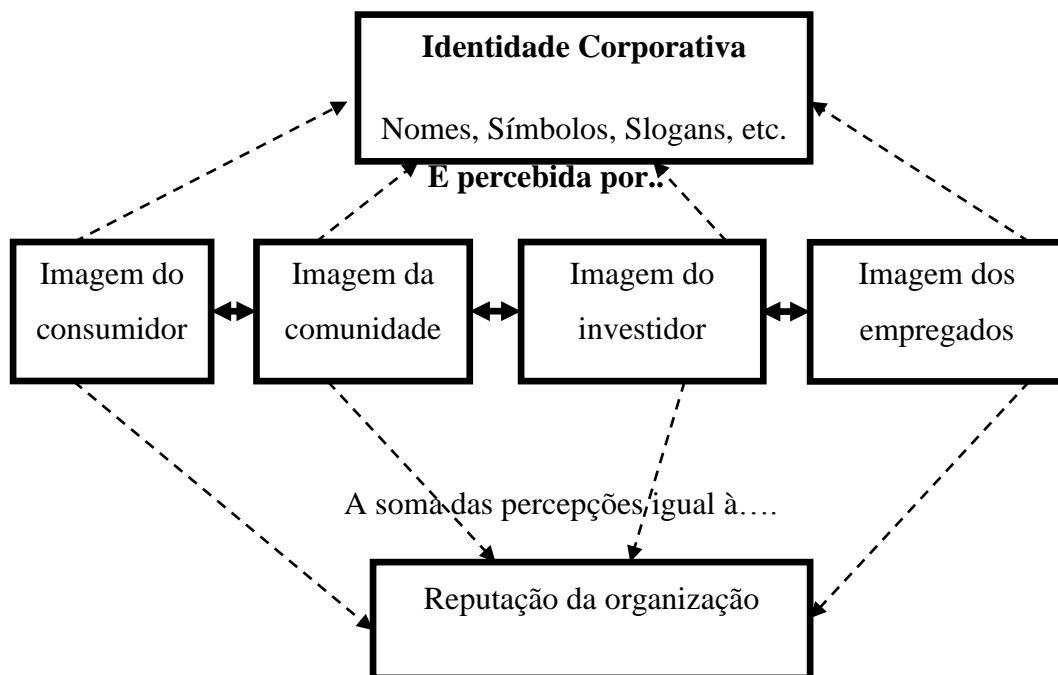 Identidade Corporativa
Nomes, Símbolos, Slogans, etc.
E percebida por..
Imagem do
consumidor
Imagem da
comunidade
Imagem do
investidor
Imagem dos
empregados
A soma das percepções igual à….
Reputação da organização